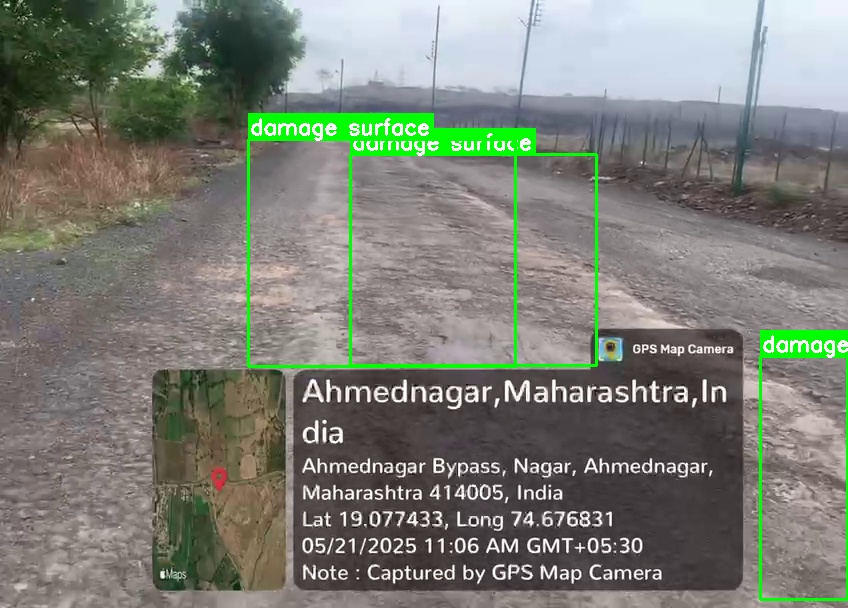 damage surface
damage surface
damage
GPS Map Camera
Ahmednagar,Maharashtra,In
dia
Ahmednagar Bypass, Nagar, Ahmednagar,
Maharashtra 414005, India
Lat 19.077433, Long 74.676831
05/21/2025 11:06 AM GMT+05:30
Note : Captured by GPS Map Camera
Maps